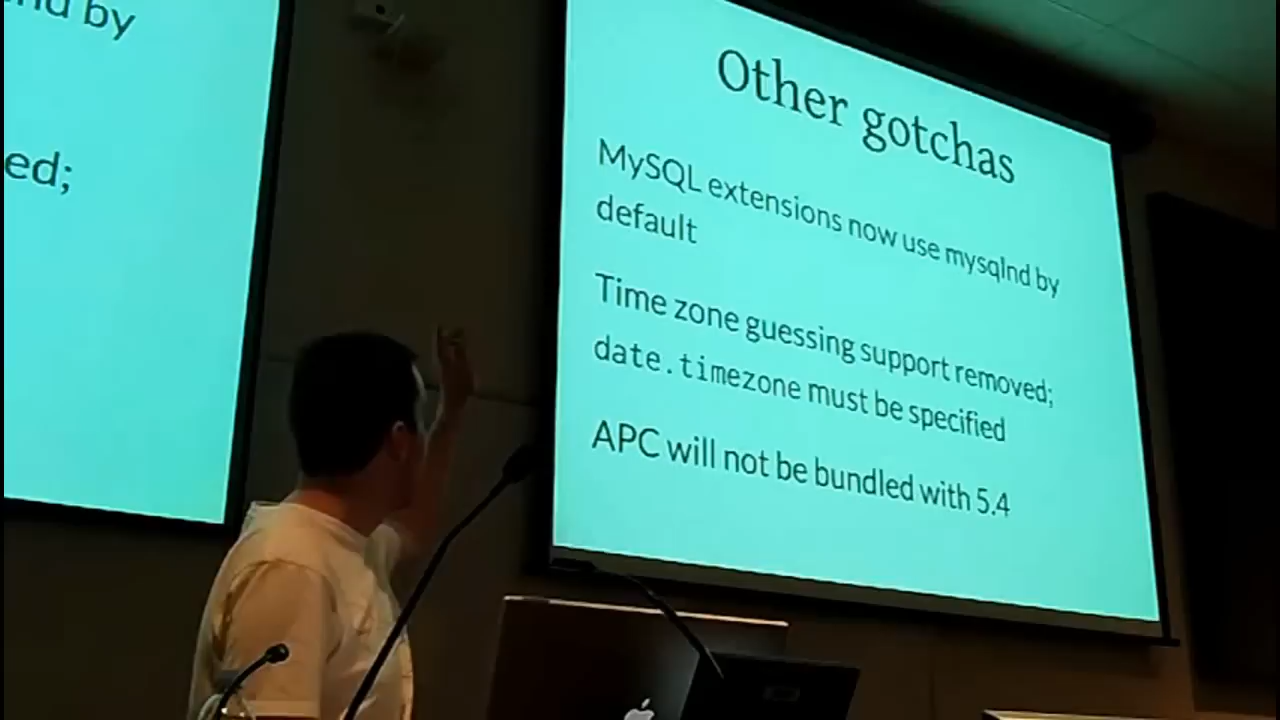 by
ed;
Other gotchas
MySQL extensions now use mysqlnd by
default
Time zone guessing support removed;
date.timezone must be specified
APC will not be bundled with 5.4